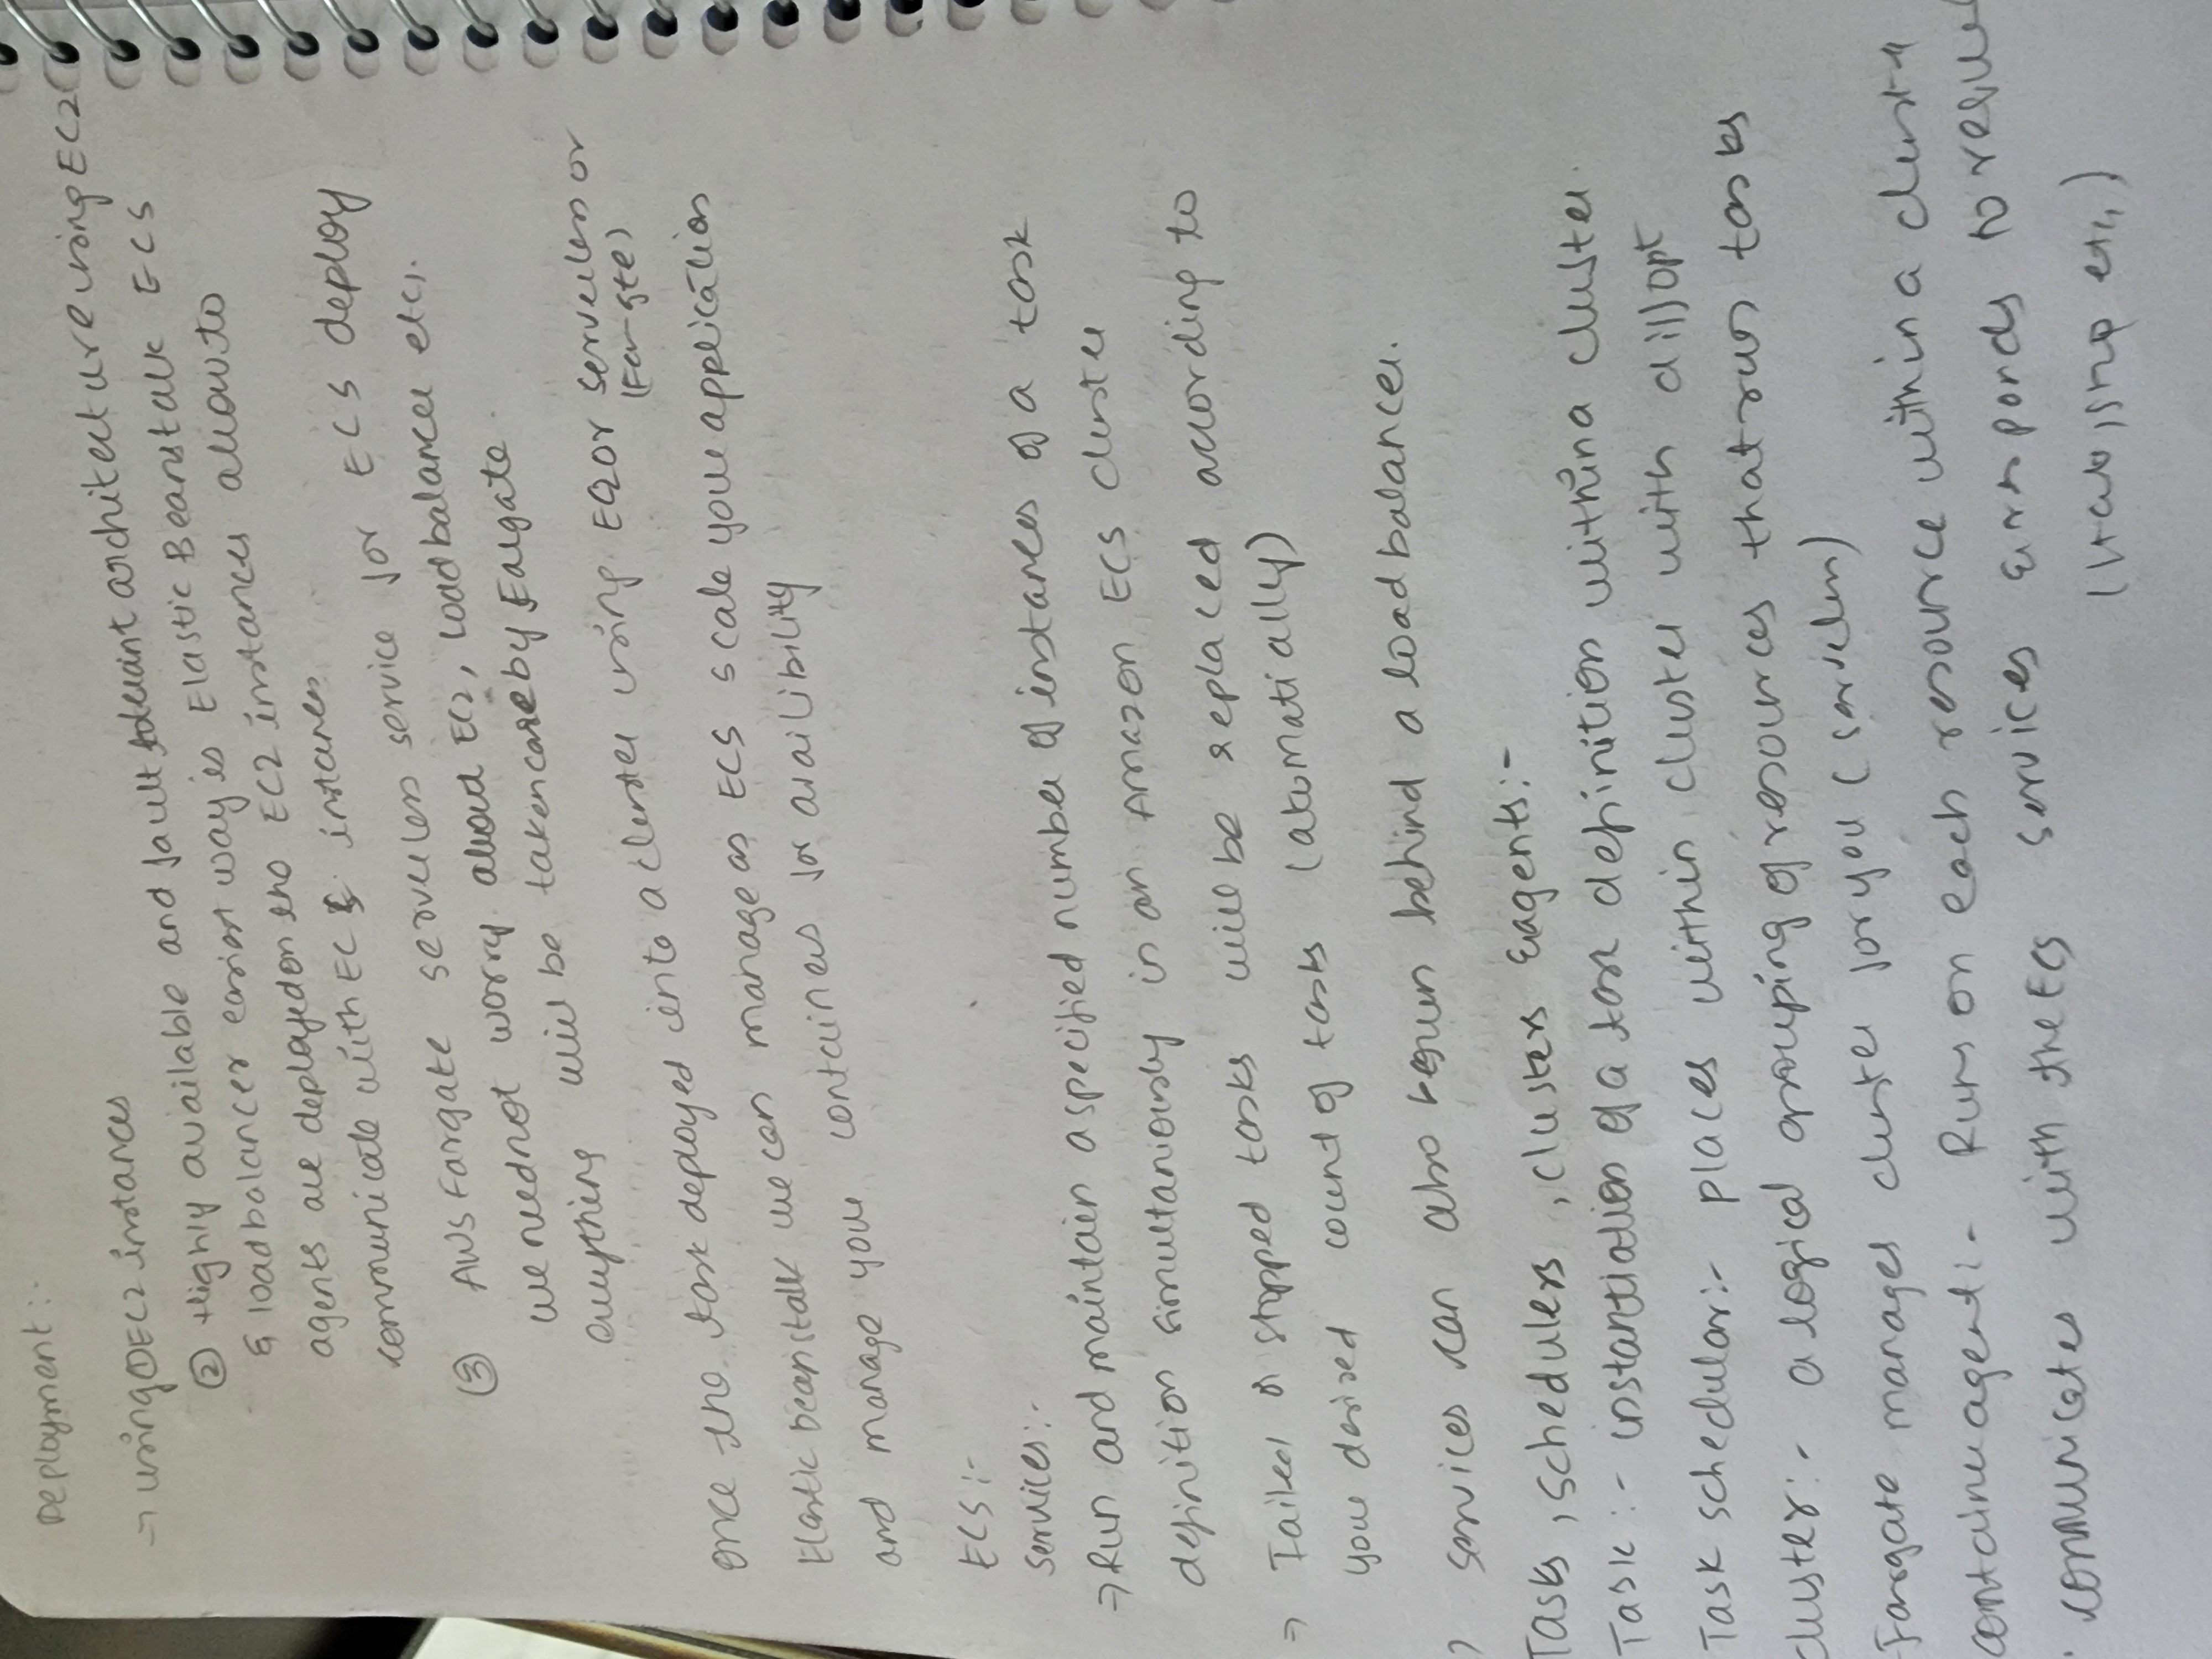 Deployment:-
→ using ① EC2 instances
② Highly available and fault tolerant architecture using EC2
& loadbalancer easiest way is Elastic Beanstalk ECS
agents are deployed on the EC2 instances allow to
communicate with ECS instances
③ AWS Fargate serverless service for ECS deploy
we neednot worry about EC2, Loadbalancer etc,.
everything will be taken care by Fargate.
once the task deployed into a cluster using EC2 or serverless or
(Fargte)
Elastic beanstalk we can manage as ECS scale your application
and manage your containers for availibility
ECS:-
services:-
→ Run and maintain a specified number of instances of a task
definition simultaniously in an Amazon ECS cluster
→ Failed or stopped tasks will be replaced according to
your desired count of tasks (atumatially)
→ services can also be run behind a load balancer.
Tasks, schedulers, clusters & agents:-
Task:- instantiation of a task definition within a cluster.
Task schedular:- places within cluster with diff opt
cluster:- a logical grouping of resources that runs tasks
Fargate manages cluster for you (serveless)
container agent:- Runs on each resource within a cluster
communicates with the ECS services & responds to
(stop etc,)